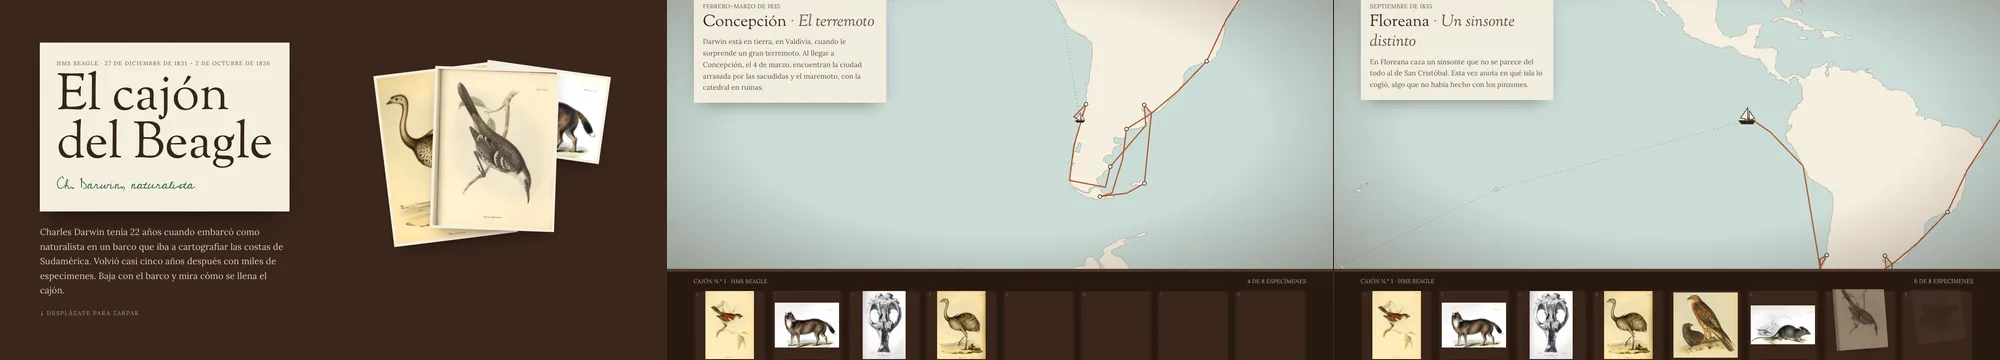 HMS BEAGLE · 27 DE DICIEMBRE DE 1831 – 2 DE OCTUBRE DE 1836
El cajón
del Beagle
Ch. Darwin, naturalista
Charles Darwin tenía 22 años cuando embarcó como
naturalista en un barco que iba a cartografiar las costas de
Sudamérica. Volvió casi cinco años después con miles de
especímenes. Baja con el barco y mira cómo se llena el
cajón.
↓ DESPLÁZATE PARA ZARPAR
FEBRERO–MARZO DE 1835
Concepción · El terremoto
Darwin está en tierra, en Valdivia, cuando le
sorprende un gran terremoto. Al llegar a
Concepción, el 4 de marzo, encuentran la ciudad
arrasada por las sacudidas y el maremoto, con la
catedral en ruinas.
CAJÓN N.º 1 · HMS BEAGLE
4 DE 8 ESPECÍMENES
SEPTIEMBRE DE 1835
Floreana · Un sinsonte
distinto
En Floreana caza un sinsonte que no se parece del
todo al de San Cristóbal. Esta vez anota en qué isla lo
cogió, algo que no había hecho con los pinzones.
CAJÓN N.º 1 · HMS BEAGLE
6 DE 8 ESPECÍMENES